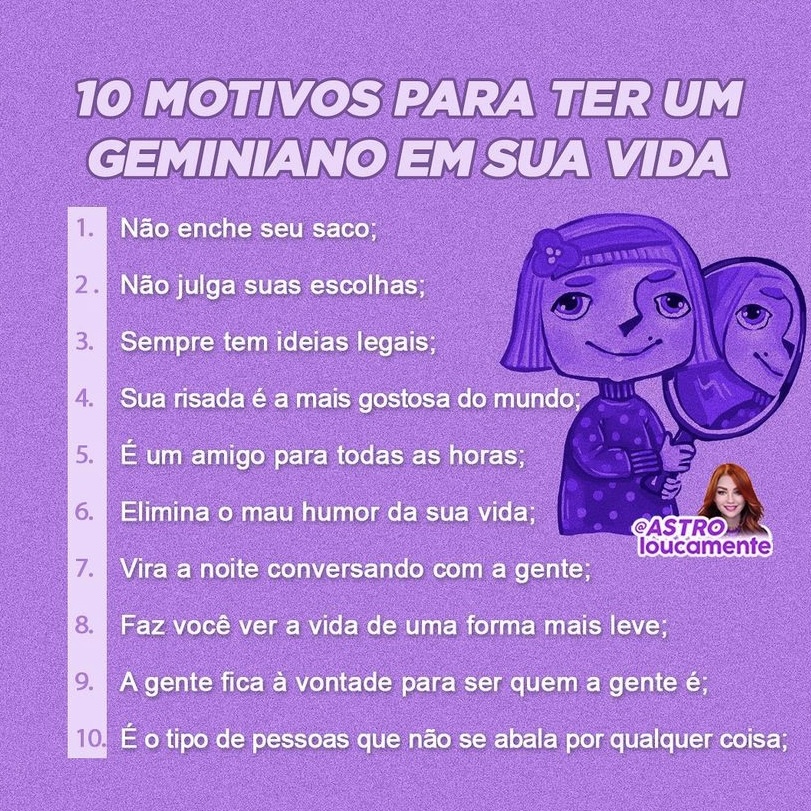 10 MOTIVOS PARA TER UM
GEMINIANO EM SUA VIDA
1. Não enche seu saco;
2. Não julga suas escolhas;
3. Sempre tem ideias legais;
4. Sua risada é a mais gostosa do mundo;
5. É um amigo para todas as horas;
6. Elimina o mau humor da sua vida;
7. Vira a noite conversando com a gente;
8. Faz você ver a vida de uma forma mais leve;
9. A gente fica à vontade para ser quem a gente é;
10. É o tipo de pessoas que não se abala por qualquer coisa;
@ASTRO
loucamente